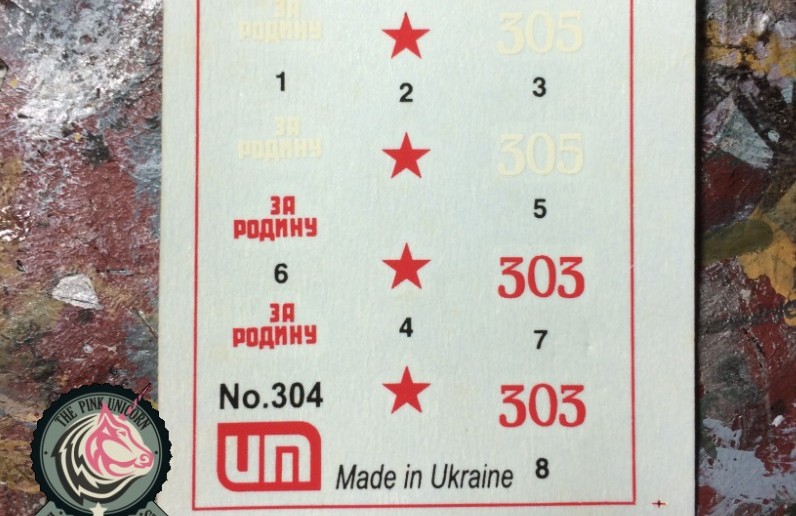 ЗА
РОДИНУ
305
1
2
3
ЗА
РОДИНУ
305
5
ЗА
РОДИНУ
6
303
4
7
ЗА
РОДИНУ
No.304
303
um
Made in Ukraine
8
THE PINK UNICORN